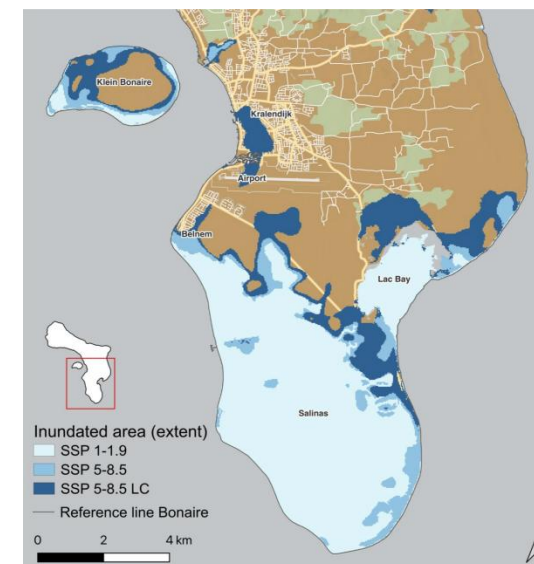 Klein Bonaire
Kralendijk
Airport
Belnem
Lac Bay
Salinas
Inundated area (extent)
SSP 1-1.9
SSP 5-8.5
SSP 5-8.5 LC
Reference line Bonaire
0 2 4 km